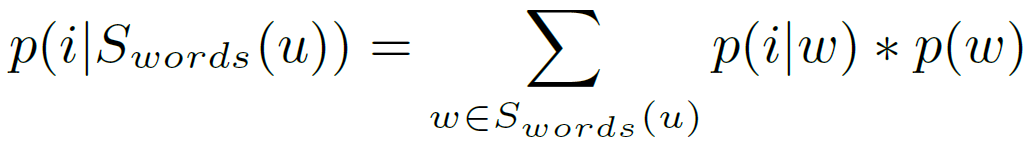 p(i|S_{words}(u)) = \sum_{w \in S_{words}(u)} p(i|w) * p(w)